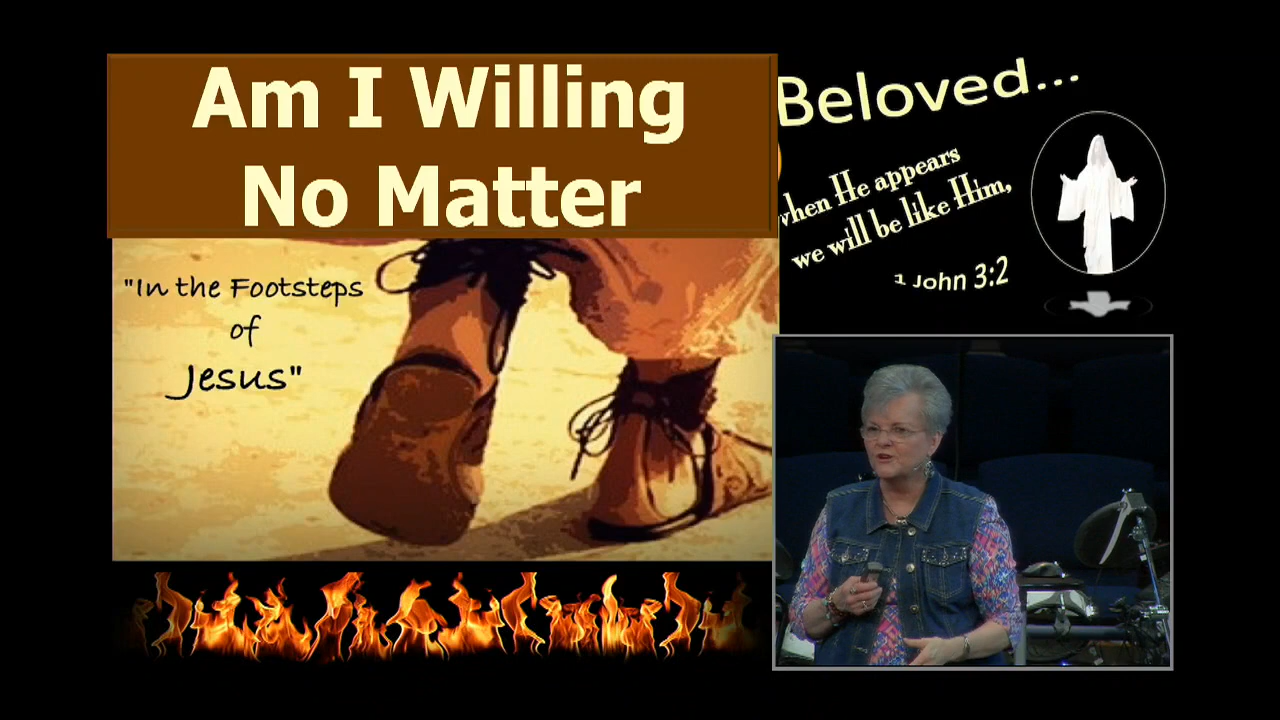 Am I Willing
No Matter
"In the Footsteps
of
Jesus"
Beloved...
when He appears
we will be like Him,
1 John 3:2